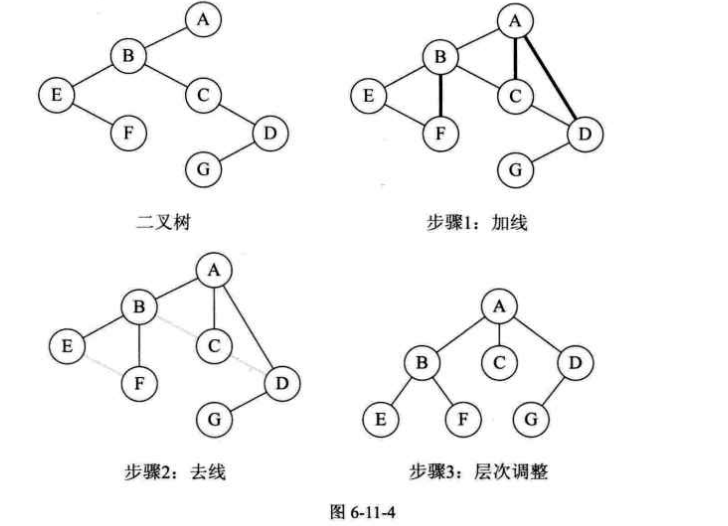 A A
B B
E C E C
F D F D
G G
二叉树 步骤1：加线
A
B A
E C B C D
F D
G E F G
步骤2：去线 步骤3：层次调整
图 6-11-4